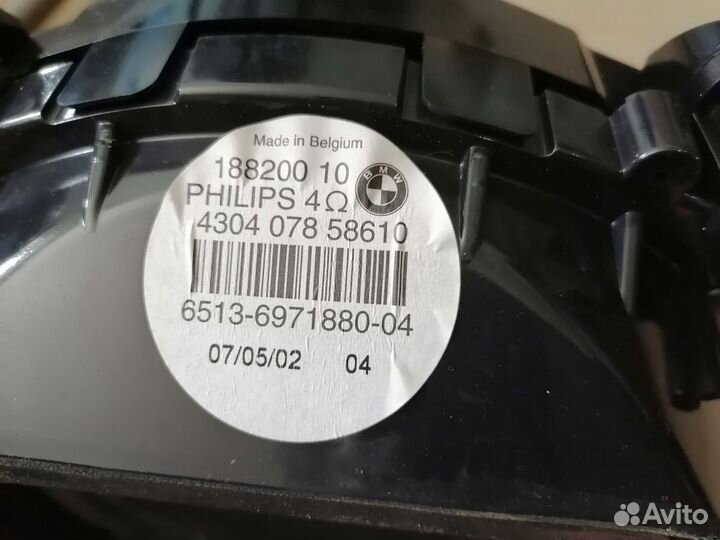 Made in Belgium
188200 10
BMW
PHILIPS 4Ω
4304 078 58610
6513-6971880-04
07/05/02 04
Avito